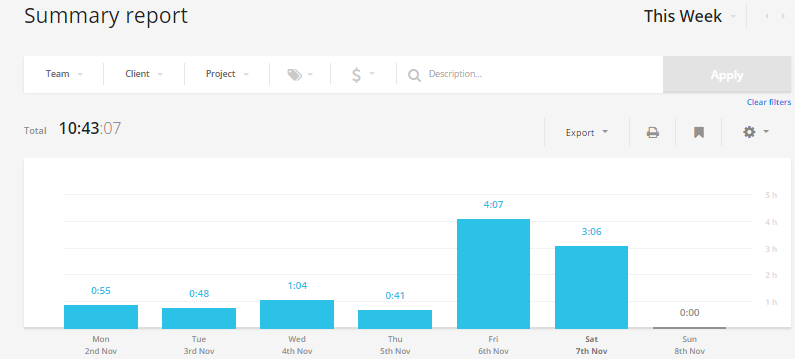 Summary report
This Week
Team Client Project $ Description... Apply
Clear filters
Total 10:43:07
Export
5 h
4 h
3 h
2 h
1 h
0:55 0:48 1:04 0:41 4:07 3:06 0:00
Mon Tue Wed Thu Fri Sat Sun
2nd Nov 3rd Nov 4th Nov 5th Nov 6th Nov 7th Nov 8th Nov